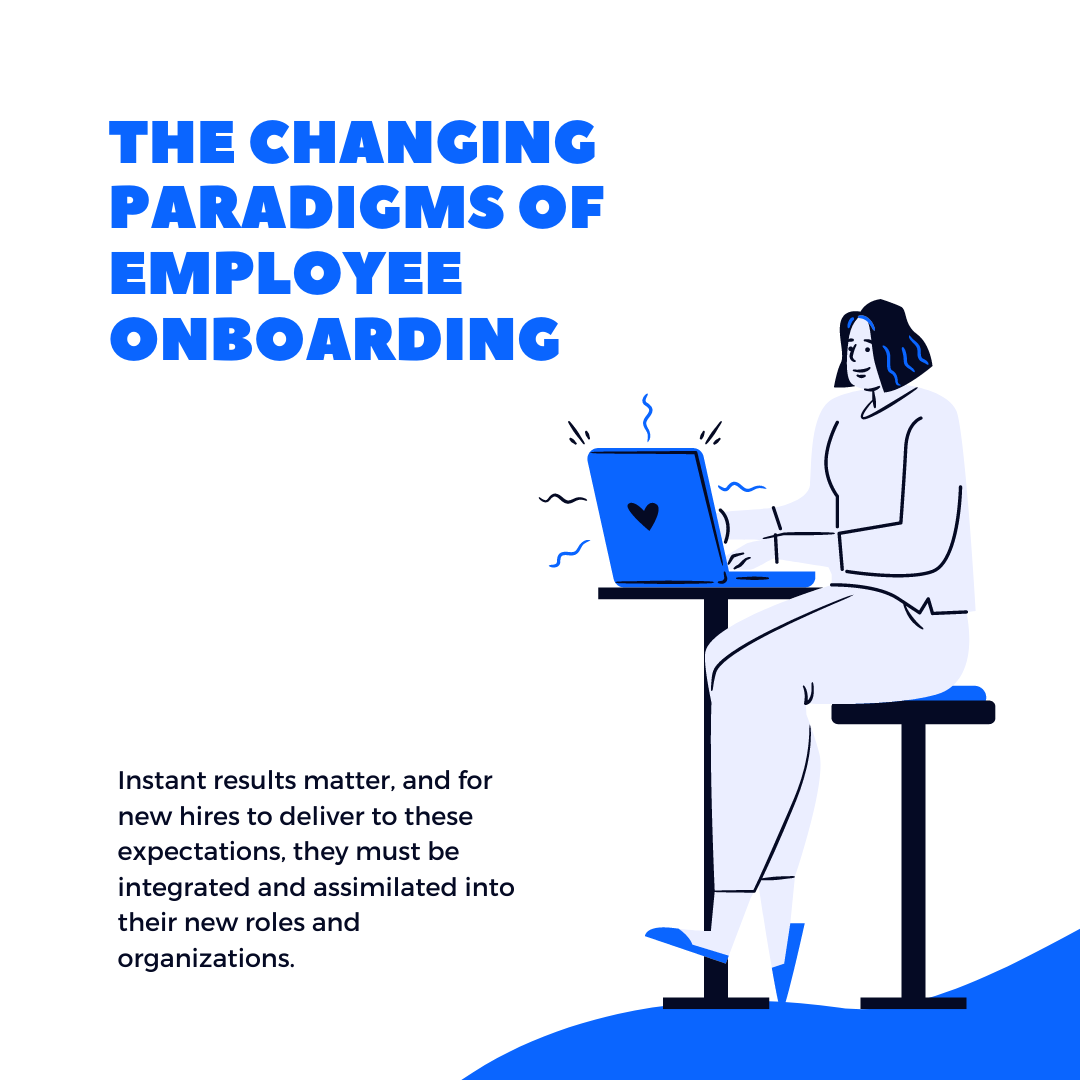 THE CHANGING
PARADIGMS OF
EMPLOYEE
ONBOARDING
Instant results matter, and for
new hires to deliver to these
expectations, they must be
integrated and assimilated into
their new roles and
organizations.